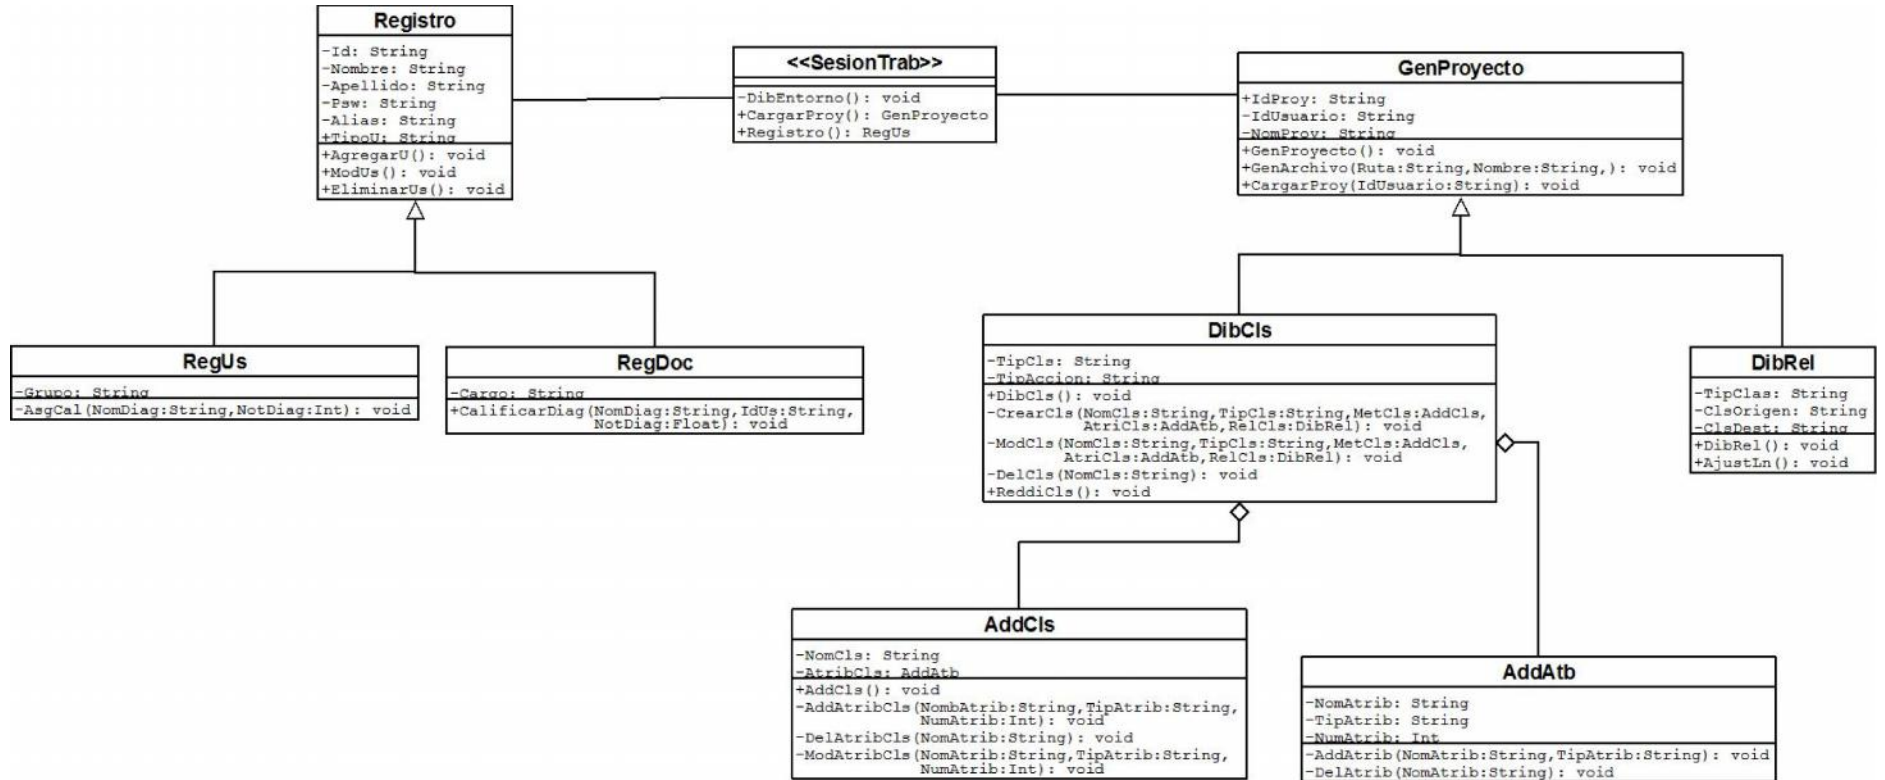 Registro
-Id: String
-Nombre: String
-Apellido: String
-Psw: String
-Alias: String
+TipoU: String
+AgregarU(): void
+ModUs(): void
+EliminarUs(): void
<<SesionTrab>>
-DibEntorno(): void
+CargarProy(): GenProyecto
+Registro(): RegUs
GenProyecto
+IdProy: String
-IdUsuario: String
-NomProy: String
+GenProyecto(): void
+GenArchivo(Ruta:String,Nombre:String,): void
+CargarProy(IdUsuario:String): void
RegUs
-Grupo: String
-AsgCal(NomDiag:String,NotDiag:Int): void
RegDoc
-Cargo: String
+CalificarDiag(NomDiag:String,IdUs:String,
NotDiag:Float): void
DibCls
-TipCls: String
-TipAccion: String
+DibCls(): void
-CrearCls(NomCls:String,TipCls:String,MetCls:AddCls,
AtriCls:AddAtb,RelCls:DibRel): void
-ModCls(NomCls:String,TipCls:String,MetCls:AddCls,
AtriCls:AddAtb,RelCls:DibRel): void
-DelCls(NomCls:String): void
+ReddiCls(): void
DibRel
-TipClas: String
-ClsOrigen: String
-ClsDest: String
+DibRel(): void
+AjustLn(): void
AddCls
-NomCls: String
-AtribCls: AddAtb
+AddCls(): void
-AddAtribCls(NombAtrib:String,TipAtrib:String,
NumAtrib:Int): void
-DelAtribCls(NomAtrib:String): void
-ModAtribCls(NomAtrib:String,TipAtrib:String,
NumAtrib:Int): void
AddAtb
-NomAtrib: String
-TipAtrib: String
-NumAtrib: Int
-AddAtrib(NomAtrib:String,TipAtrib:String): void
-DelAtrib(NomAtrib:String): void